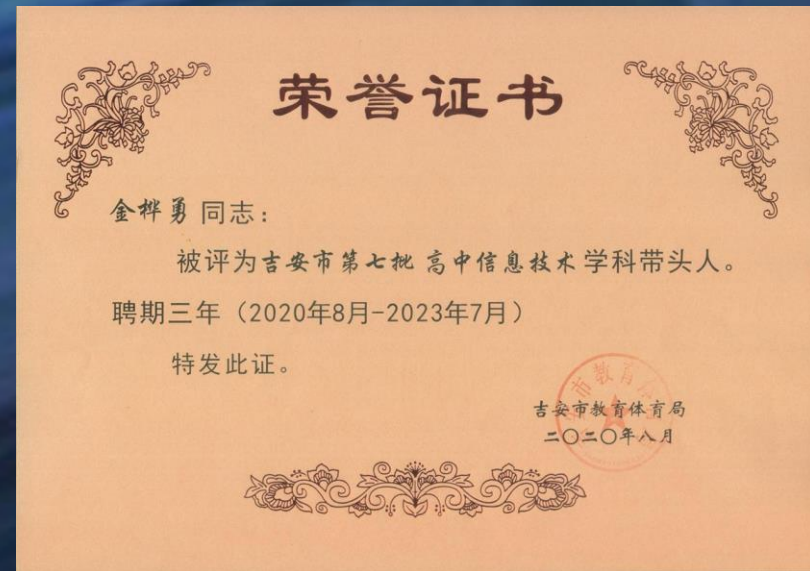 荣誉证书
金桦勇同志：
被评为吉安市第七批 高中信息技术 学科带头人。
聘期三年（2020年8月-2023年7月）
特发此证。
吉安市教育体育局
二〇二〇年八月